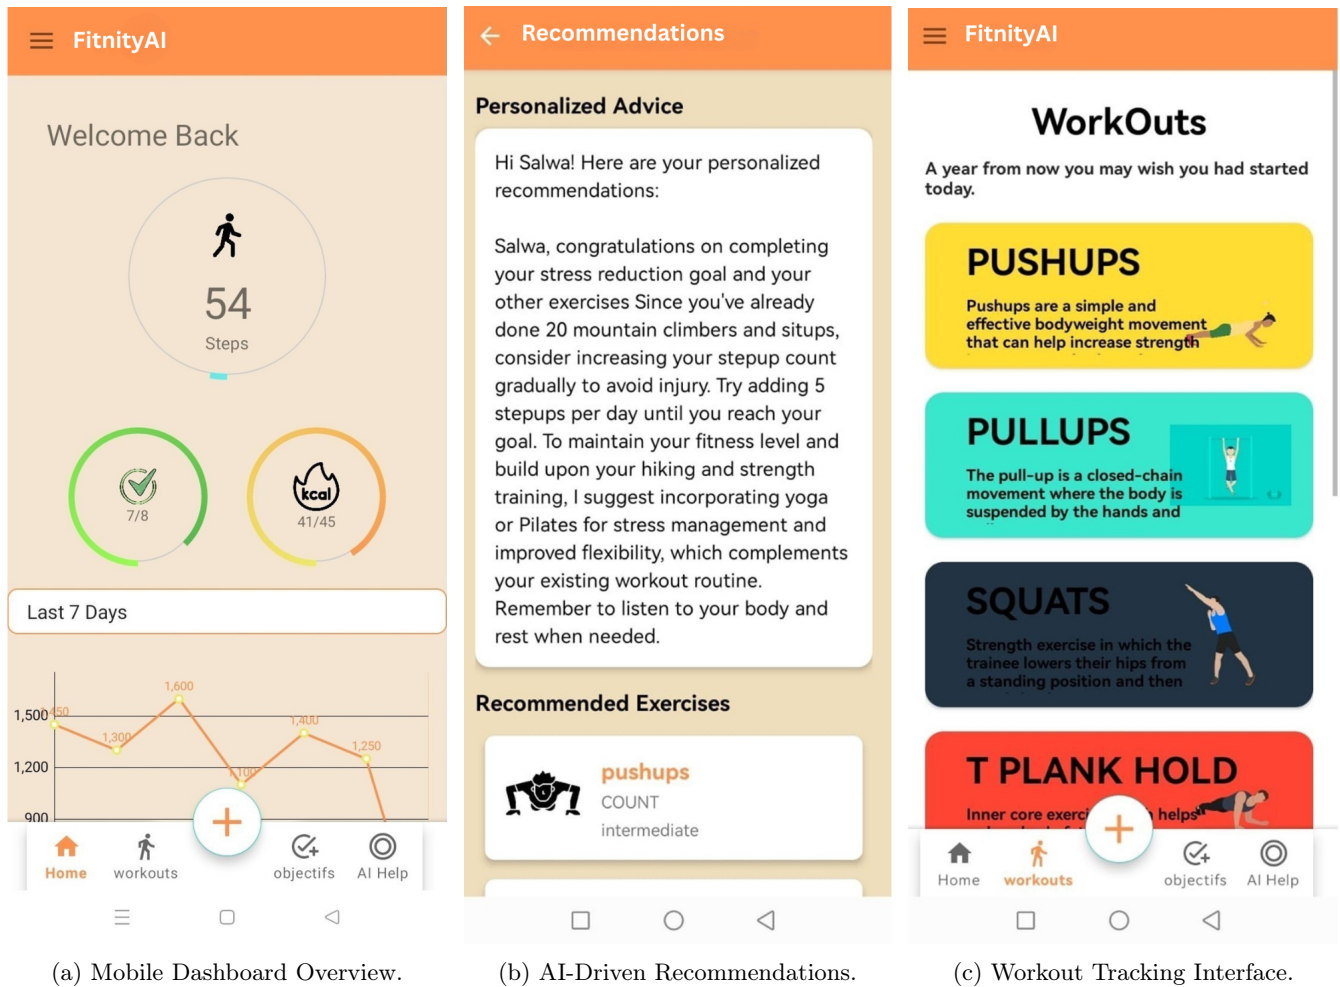 FitnityAI
Welcome Back
54
Steps
7/8
kcal
41/45
Last 7 Days
1,600
1,500
1,450
1,400
1,300
1,250
1,200
1,100
900
Home
workouts
objectifs
AI Help
(a) Mobile Dashboard Overview.
Recommendations
Personalized Advice
Hi Salwa! Here are your personalized
recommendations:
Salwa, congratulations on completing
your stress reduction goal and your
other exercises Since you've already
done 20 mountain climbers and situps,
consider increasing your stepup count
gradually to avoid injury. Try adding 5
stepups per day until you reach your
goal. To maintain your fitness level and
build upon your hiking and strength
training, I suggest incorporating yoga
or Pilates for stress management and
improved flexibility, which complements
your existing workout routine.
Remember to listen to your body and
rest when needed.
Recommended Exercises
pushups
COUNT
intermediate
(b) AI-Driven Recommendations.
FitnityAI
WorkOuts
A year from now you may wish you had started
today.
PUSHUPS
Pushups are a simple and
effective bodyweight movement
that can help increase strength
PULLUPS
The pull-up is a closed-chain
movement where the body is
suspended by the hands and
SQUATS
Strength exercise in which the
trainee lowers their hips from
a standing position and then
T PLANK HOLD
Inner core helps
Home
workouts
objectifs
AI Help
(c) Workout Tracking Interface.